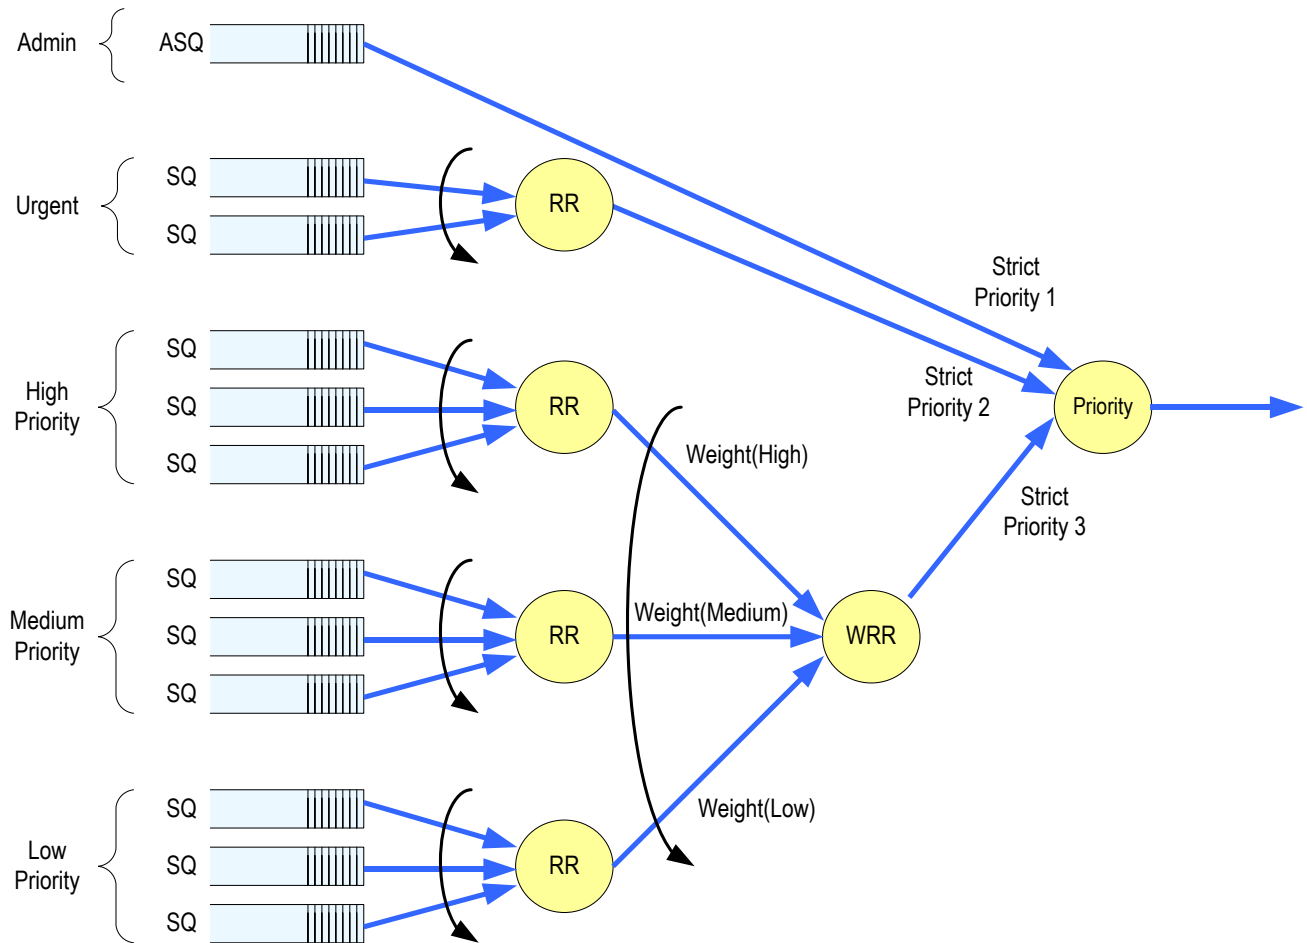 Admin
ASQ
Urgent
SQ
SQ
RR
Strict
Priority 1
High
Priority
SQ
SQ
SQ
RR
Strict
Priority 2
Priority
Weight(High)
Strict
Priority 3
Medium
Priority
SQ
SQ
SQ
RR
Weight(Medium)
WRR
Low
Priority
SQ
SQ
SQ
RR
Weight(Low)